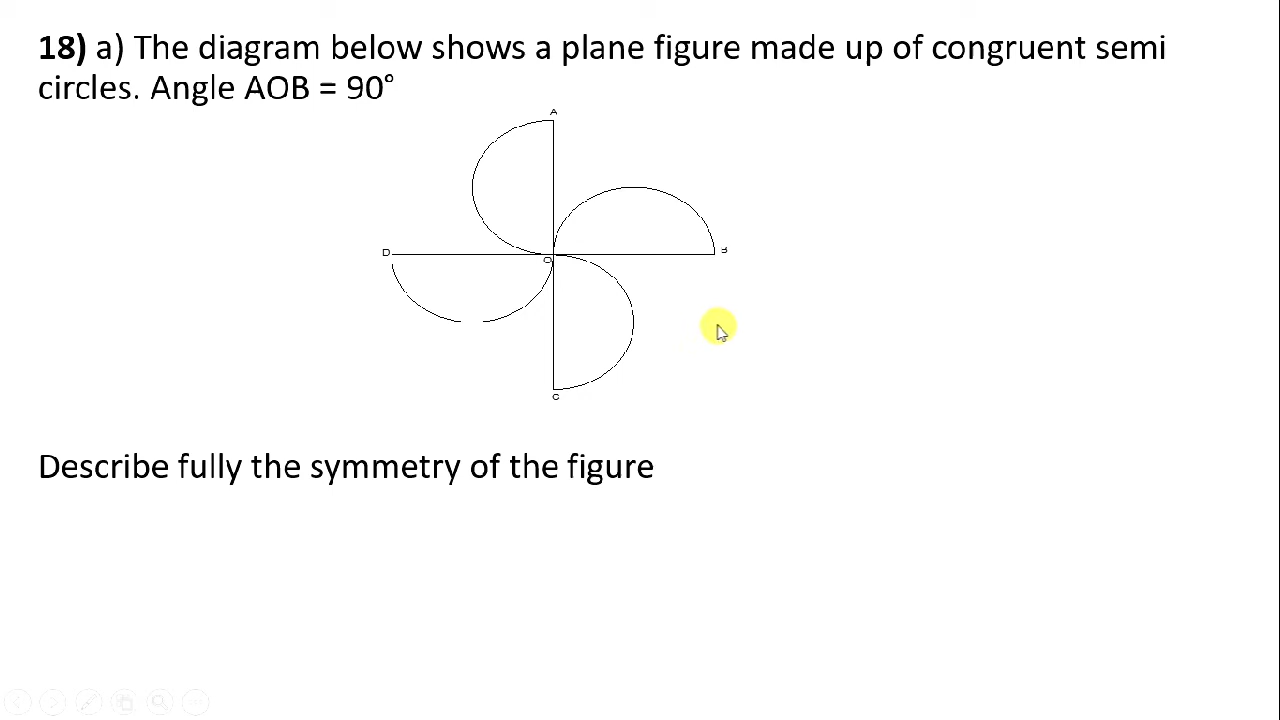 18) a) The diagram below shows a plane figure made up of congruent semi
circles. Angle AOB = 90°
A
B
D
O
C
Describe fully the symmetry of the figure